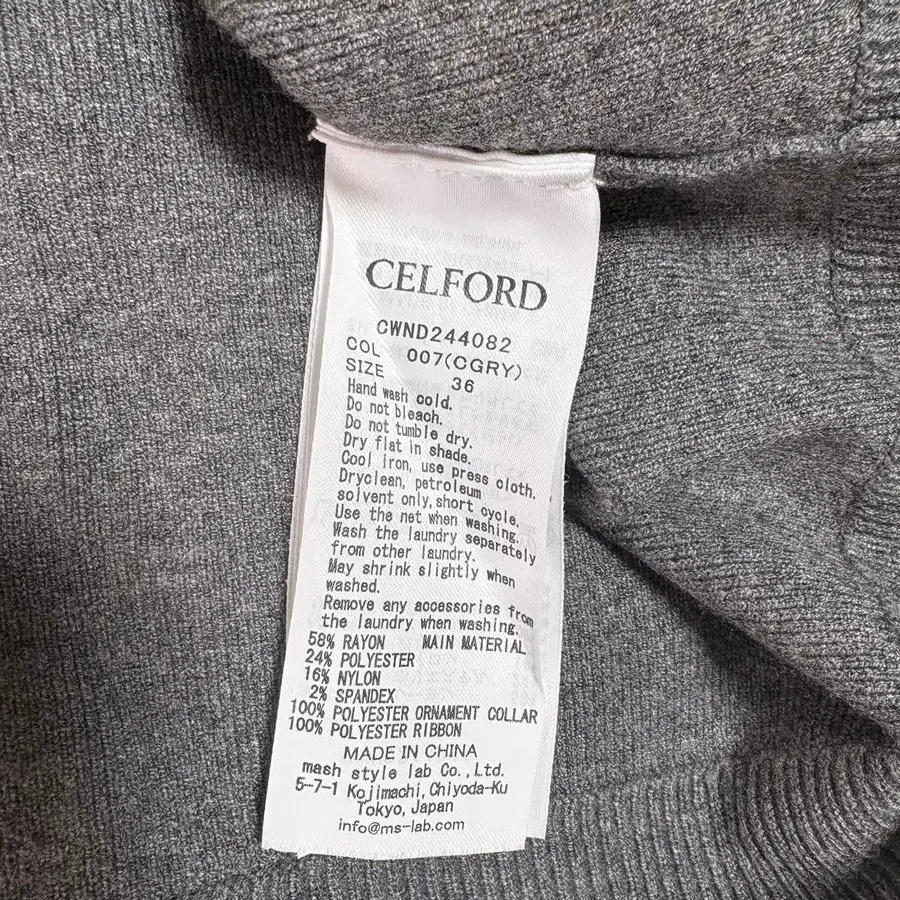 CELFORD
CWND244082
COL 007(CGRY)
SIZE 36
Hand wash cold.
Do not bleach.
Do not tumble dry.
Dry flat in shade.
Cool iron, use press cloth.
Dryclean, petroleum
solvent only, short cycle.
Use the net when washing.
Wash the laundry separately
from other laundry.
May shrink slightly when
washed.
Remove any accessories from
the laundry when washing.
58% RAYON MAIN MATERIAL
24% POLYESTER
16% NYLON
2% SPANDEX
100% POLYESTER ORNAMENT COLLAR
100% POLYESTER RIBBON
MADE IN CHINA
mash style lab Co.,Ltd.
5-7-1 Kojimachi,Chiyoda-Ku
Tokyo, Japan
info@ms-lab.com